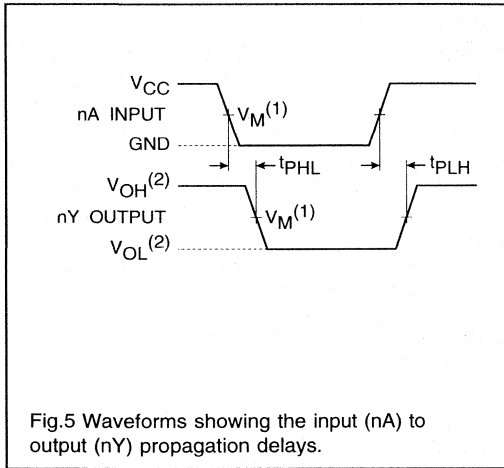 VCC
nA INPUT
VM(1)
GND
tPHL
tPLH
VOH(2)
nY OUTPUT
VM(1)
VOL(2)
Fig.5 Waveforms showing the input (nA) to
output (nY) propagation delays.